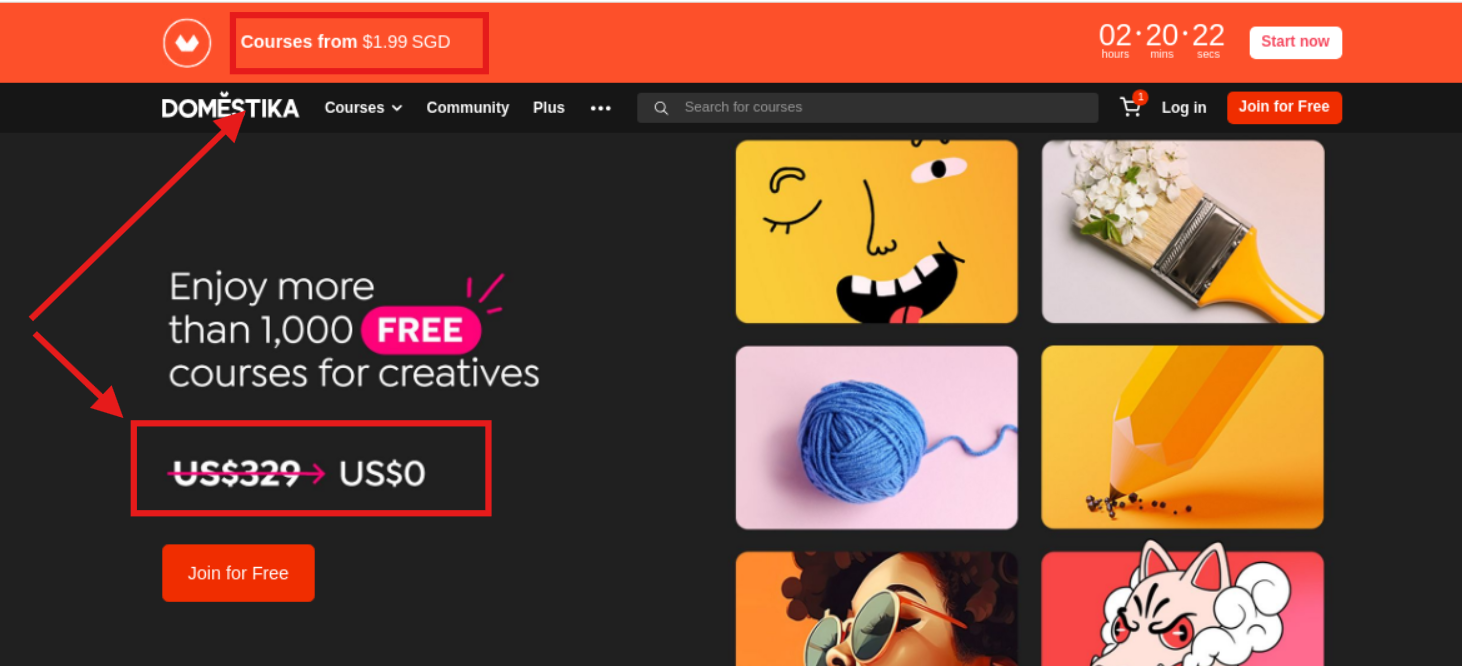 Courses from $1.99 SGD
02 · 20 · 22
hours mins secs
Start now
DOMĚSTIKA Courses Community Plus ••• Search for courses 1 Log in Join for Free
Enjoy more
than 1,000 FREE
courses for creatives
US$329 US$0
Join for Free